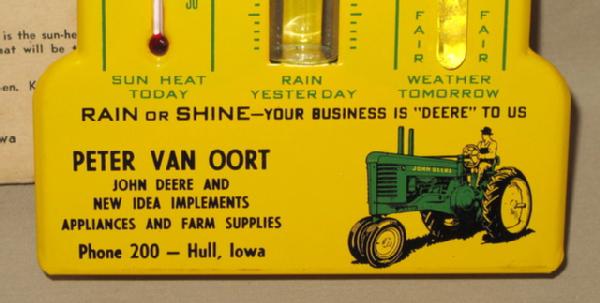 is the sun-he
hat will be
en. K
wa
30
FAIR
FAIR
SUN HEAT
TODAY
RAIN
YESTERDAY
WEATHER
TOMORROW
RAIN OR SHINE—YOUR BUSINESS IS "DEERE" TO US
PETER VAN OORT
JOHN DEERE AND
NEW IDEA IMPLEMENTS
APPLIANCES AND FARM SUPPLIES
Phone 200 — Hull, Iowa
JOHN DEERE